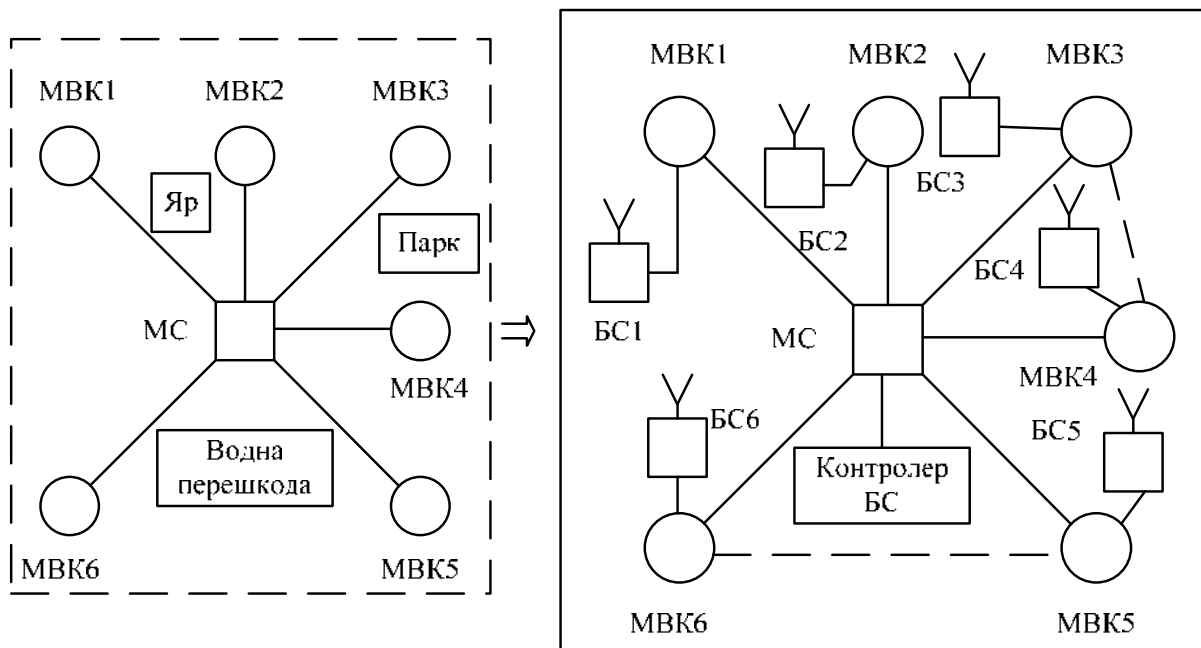 МВК1
МВК2
МВК3
Яр
Парк
МС
МВК4
Водна
перешкода
МВК6
МВК5
МВК1
МВК2
МВК3
БС3
БС2
БС4
БС1
МС
МВК4
БС6
БС5
Контролер
БС
МВК6
МВК5